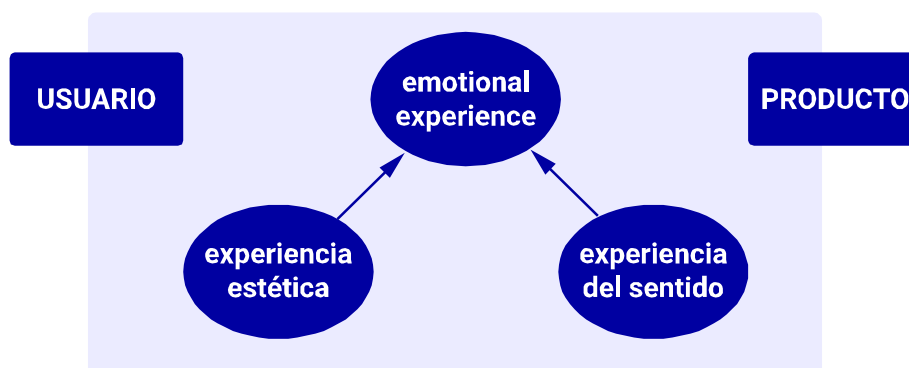 USUARIO
emotional
experience
PRODUCTO
experiencia
estética
experiencia
del sentido